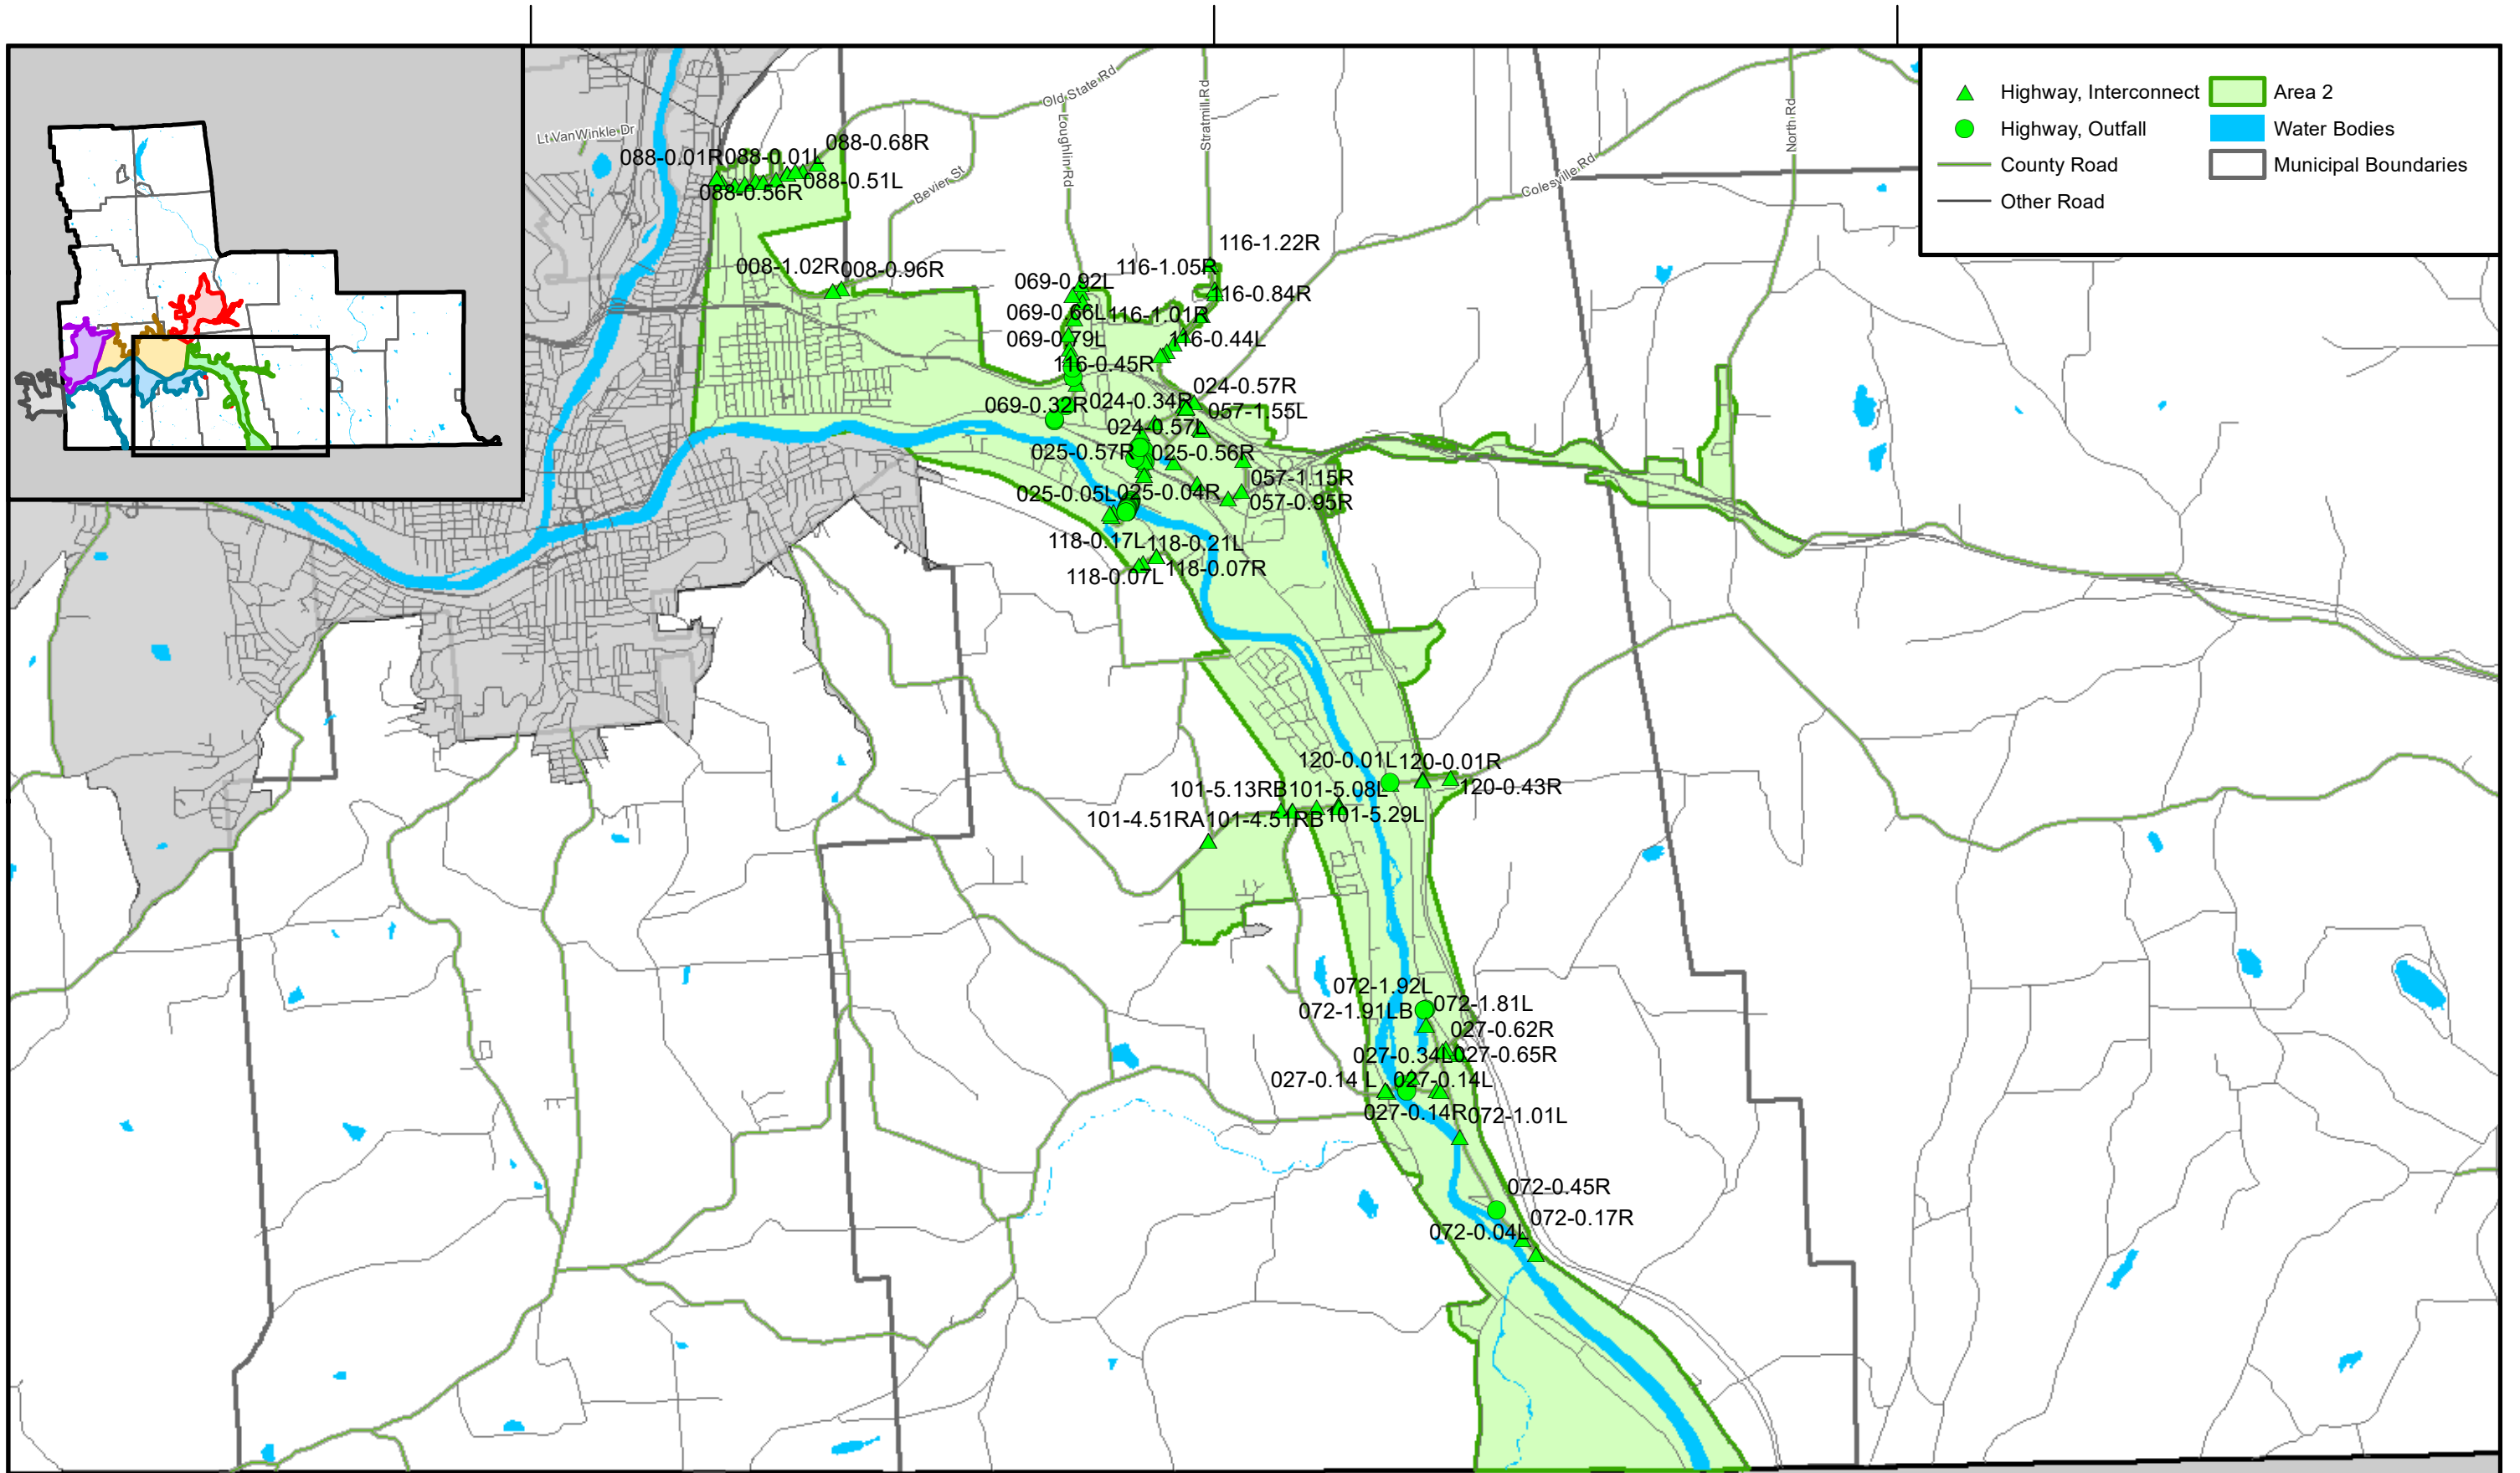 Highway, Interconnect
Highway, Outfall
County Road
Other Road
Area 2
Water Bodies
Municipal Boundaries
Old State Rd
Loughlin Rd
Stratmill Rd
North Rd
Lt VanWinkle Dr
Bevier St
Colesville Rd
088-0.68R
088-0.01R
088-0.01L
088-0.51L
088-0.56R
116-1.22R
008-1.02R
008-0.96R
116-1.05R
069-0.92L
116-0.84R
069-0.66L
116-1.01R
069-0.79L
116-0.44L
116-0.45R
024-0.57R
069-0.32R
024-0.34R
057-1.55L
024-0.57L
025-0.57R
025-0.56R
057-1.15R
025-0.05L
025-0.04R
057-0.95R
118-0.17L
118-0.21L
118-0.07L
118-0.07R
120-0.01L
120-0.01R
101-5.13RB
101-5.08L
120-0.43R
101-4.51RA
101-4.51RB
101-5.29L
072-1.92L
072-1.91LB
072-1.81L
027-0.62R
027-0.34L
027-0.65R
027-0.14 L
027-0.14L
027-0.14R
072-1.01L
072-0.45R
072-0.17R
072-0.04L